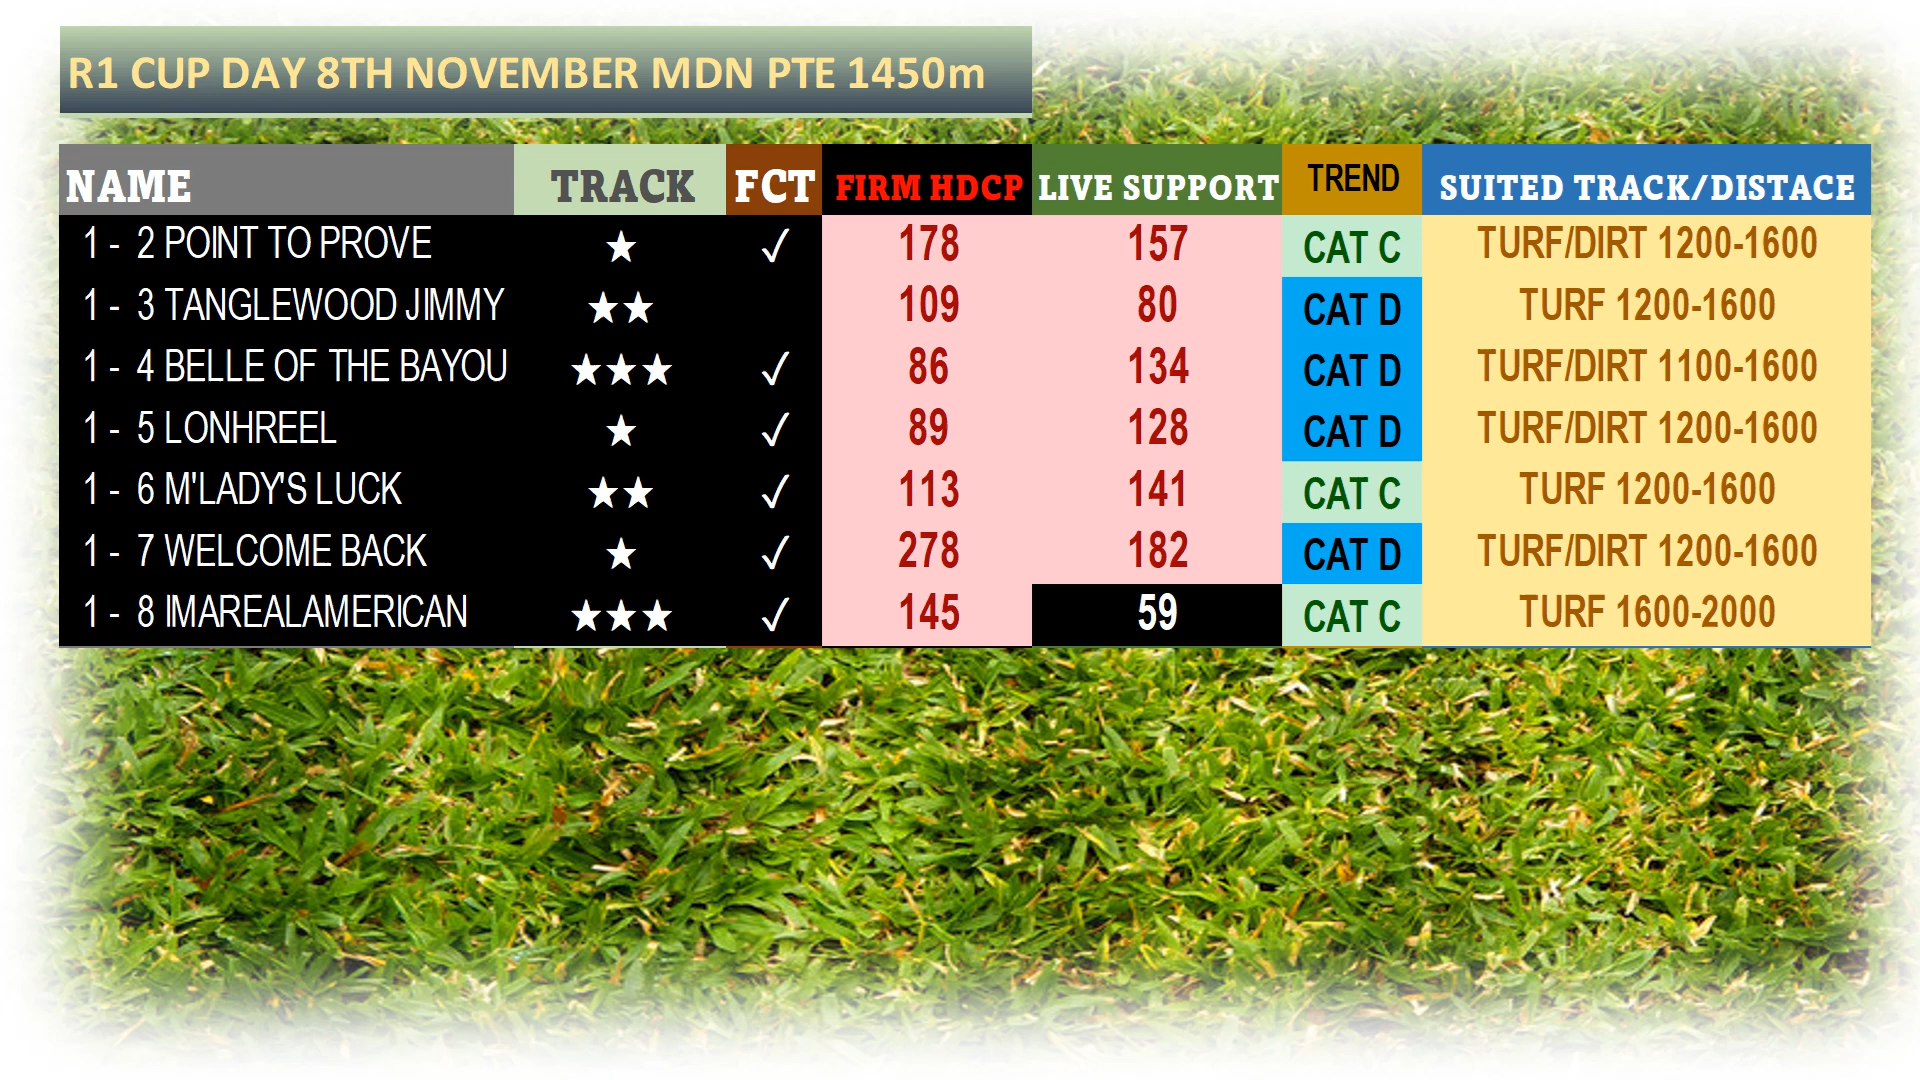 R1 CUP DAY 8TH NOVEMBER MDN PTE 1450m
NAME TRACK FCT FIRM HDCP LIVE SUPPORT TREND SUITED TRACK/DISTACE
1 - 2 POINT TO PROVE ★ ✓ 178 157 CAT C TURF/DIRT 1200-1600
1 - 3 TANGLEWOOD JIMMY ★★ 109 80 CAT D TURF 1200-1600
1 - 4 BELLE OF THE BAYOU ★★★ ✓ 86 134 CAT D TURF/DIRT 1100-1600
1 - 5 LONHREEL ★ ✓ 89 128 CAT D TURF/DIRT 1200-1600
1 - 6 M'LADY'S LUCK ★★ ✓ 113 141 CAT C TURF 1200-1600
1 - 7 WELCOME BACK ★ ✓ 278 182 CAT D TURF/DIRT 1200-1600
1 - 8 IMAREALAMERICAN ★★★ ✓ 145 59 CAT C TURF 1600-2000